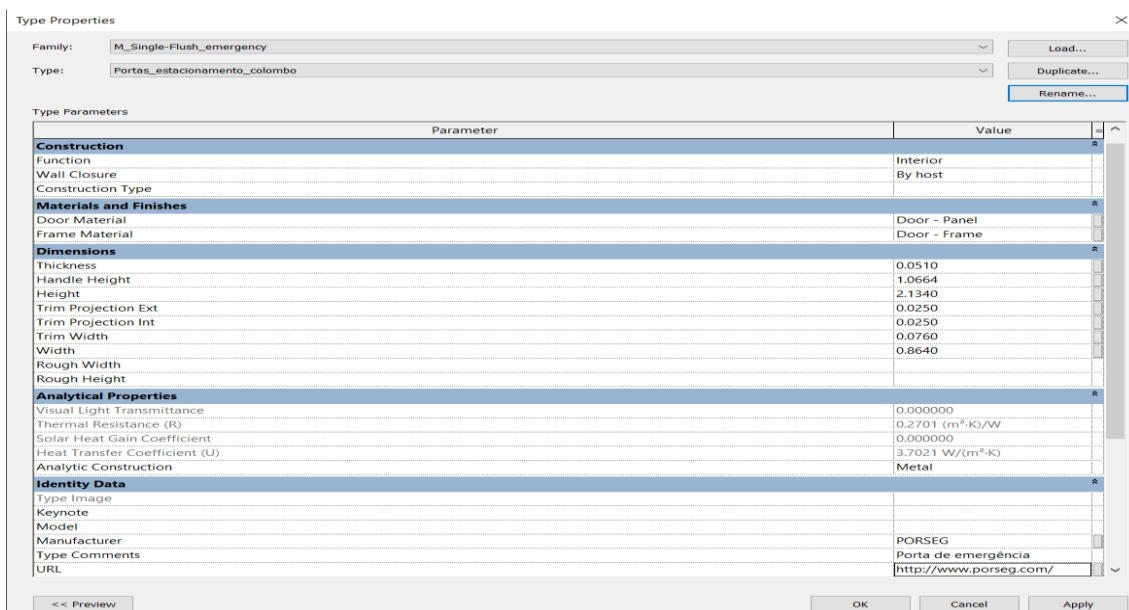 Type Properties
Family: M_Single-Flush_emergency Load...
Type: Portas_estacionamento_colombo Duplicate...
Rename...
Type Parameters
Parameter Value =
Construction
Function Interior
Wall Closure By host
Construction Type
Materials and Finishes
Door Material Door - Panel
Frame Material Door - Frame
Dimensions
Thickness 0.0510
Handle Height 1.0664
Height 2.1340
Trim Projection Ext 0.0250
Trim Projection Int 0.0250
Trim Width 0.0760
Width 0.8640
Rough Width
Rough Height
Analytical Properties
Visual Light Transmittance 0.000000
Thermal Resistance (R) 0.2701 (m²·K)/W
Solar Heat Gain Coefficient 0.000000
Heat Transfer Coefficient (U) 3.7021 W/(m²·K)
Analytic Construction Metal
Identity Data
Type Image
Keynote
Model
Manufacturer PORSEG
Type Comments Porta de emergência
URL http://www.porseg.com/
<< Preview OK Cancel Apply